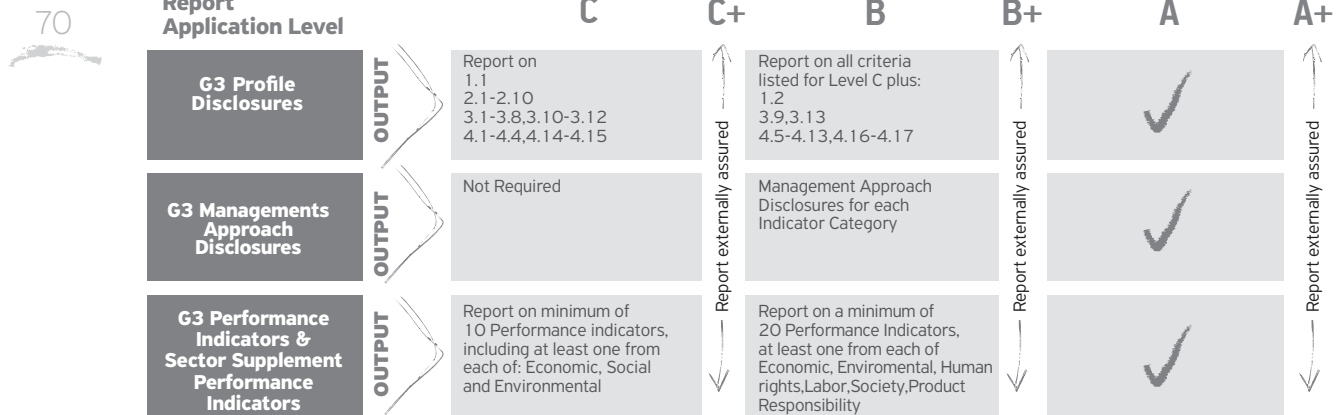 70
Report
Application Level
C
C+
B
B+
A
A+
G3 Profile
Disclosures
OUTPUT
Report on
1.1
2.1-2.10
3.1-3.8,3.10-3.12
4.1-4.4,4.14-4.15
Report on all criteria
listed for Level C plus:
1.2
3.9,3.13
4.5-4.13,4.16-4.17
G3 Managements
Approach
Disclosures
OUTPUT
Not Required
Management Approach
Disclosures for each
Indicator Category
G3 Performance
Indicators &
Sector Supplement
Performance
Indicators
OUTPUT
Report on minimum of
10 Performance indicators,
including at least one from
each of: Economic, Social
and Environmental
Report on a minimum of
20 Performance Indicators,
at least one from each of
Economic, Enviromental, Human
rights,Labor,Society,Product
Responsibility
Report externally assured
Report externally assured
Report externally assured